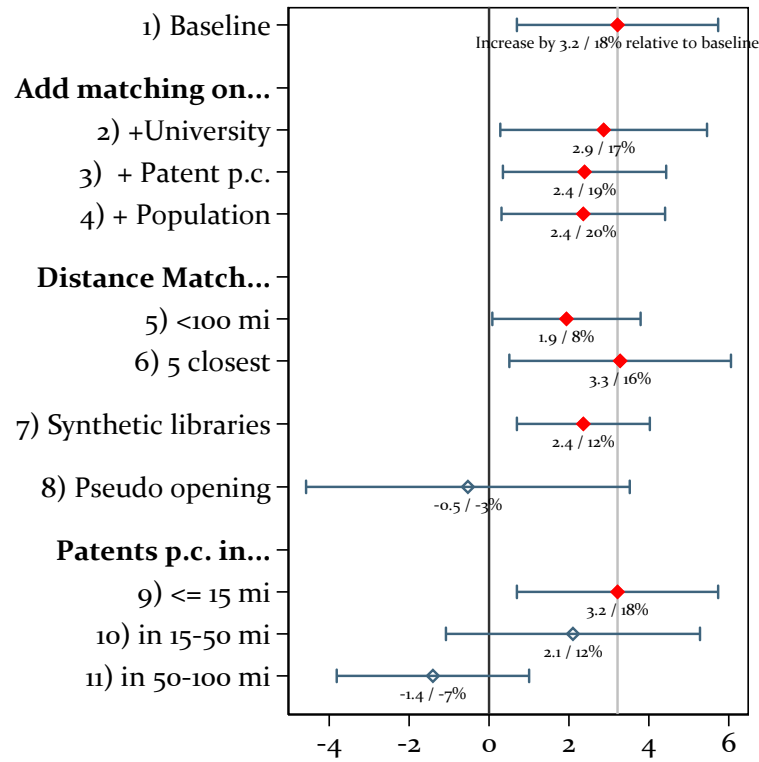 1) Baseline
Increase by 3.2 / 18% relative to baseline
Add matching on...
2) +University
2.9 / 17%
3) + Patent p.c.
2.4 / 19%
4) + Population
2.4 / 20%
Distance Match...
5) <100 mi
1.9 / 8%
6) 5 closest
3.3 / 16%
7) Synthetic libraries
2.4 / 12%
8) Pseudo opening
-0.5 / -3%
Patents p.c. in...
9) <= 15 mi
3.2 / 18%
10) in 15-50 mi
2.1 / 12%
11) in 50-100 mi
-1.4 / -7%
-4 -2 0 2 4 6